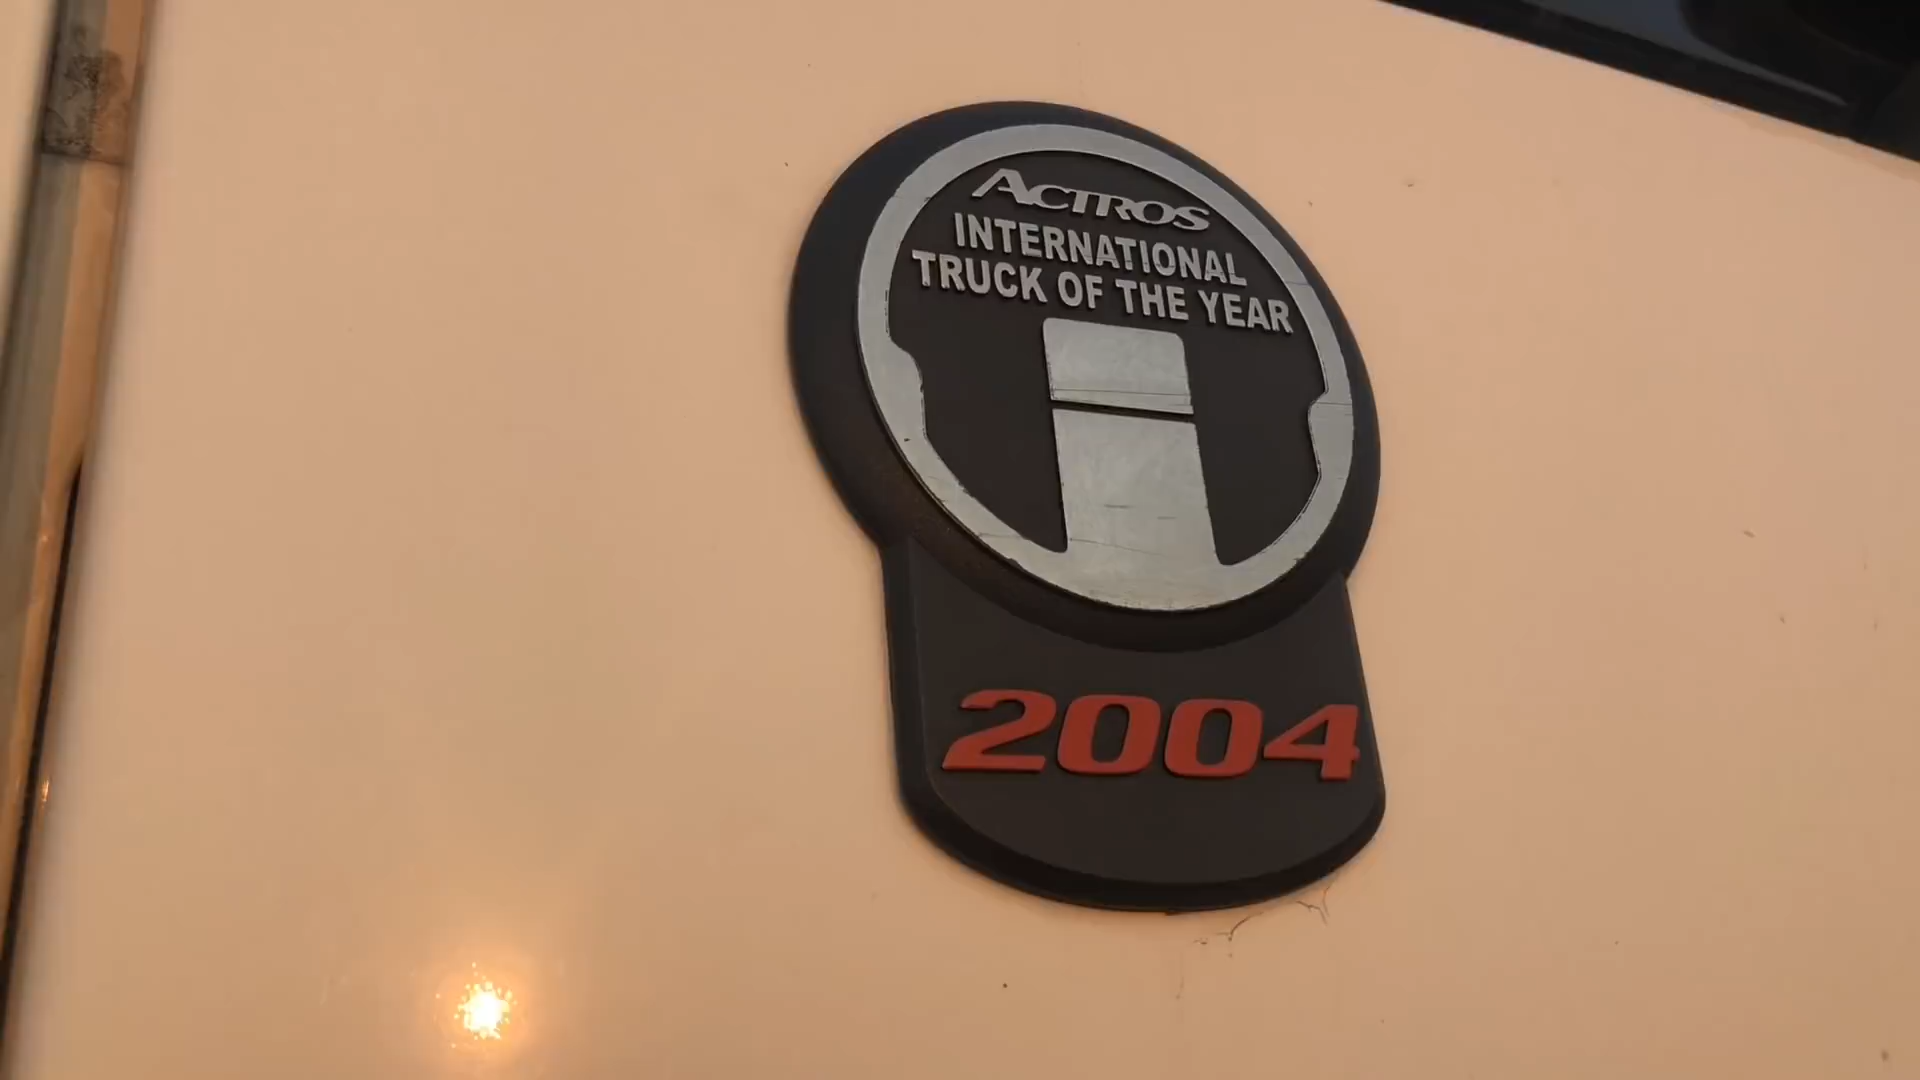 ACTROS
INTERNATIONAL
TRUCK OF THE YEAR
2004